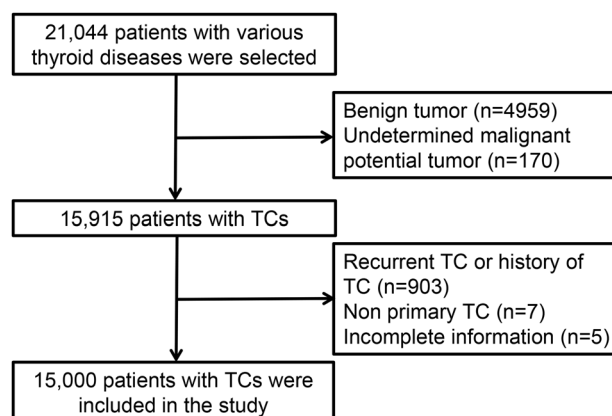 21,044 patients with various
thyroid diseases were selected
Benign tumor (n=4959)
Undetermined malignant
potential tumor (n=170)
15,915 patients with TCs
Recurrent TC or history of
TC (n=903)
Non primary TC (n=7)
Incomplete information (n=5)
15,000 patients with TCs were
included in the study